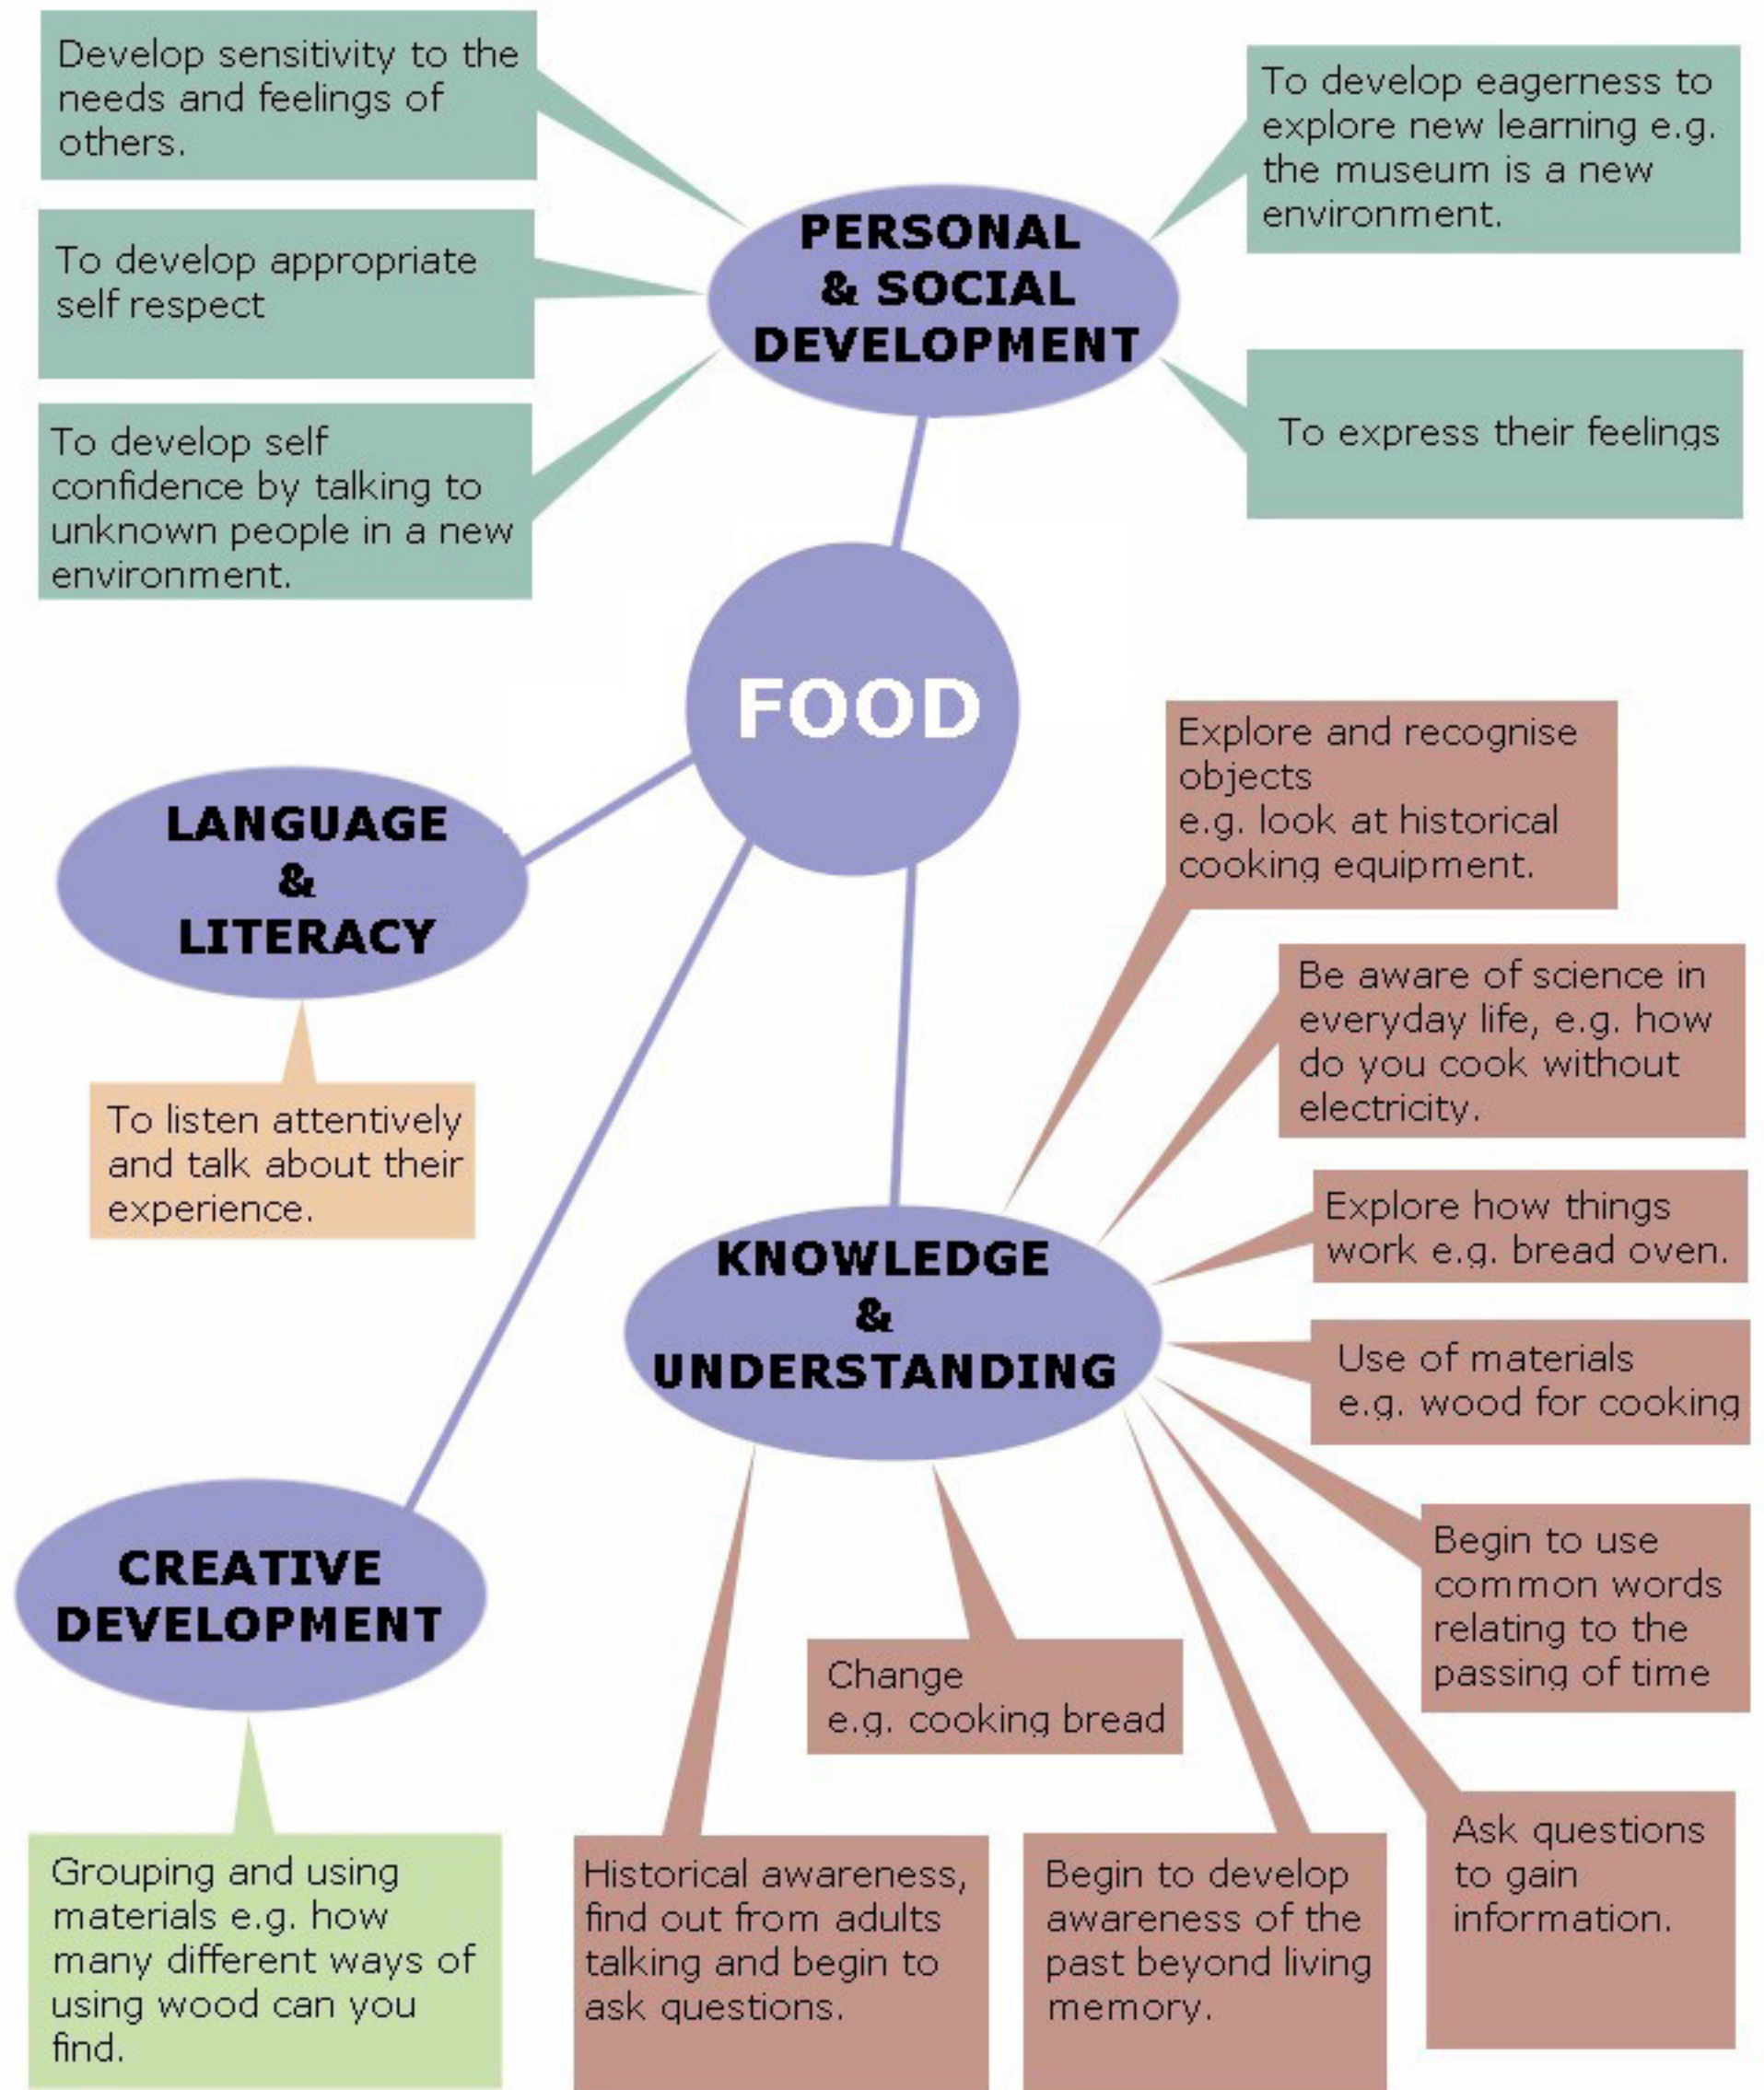 Develop sensitivity to the
needs and feelings of
others.
To develop appropriate
self respect
To develop self
confidence by talking to
unknown people in a new
environment.
PERSONAL
& SOCIAL
DEVELOPMENT
To develop eagerness to
explore new learning e.g.
the museum is a new
environment.
To express their feelings
FOOD
LANGUAGE
&
LITERACY
To listen attentively
and talk about their
experience.
CREATIVE
DEVELOPMENT
Grouping and using
materials e.g. how
many different ways of
using wood can you
find.
KNOWLEDGE
&
UNDERSTANDING
Explore and recognise
objects
e.g. look at historical
cooking equipment.
Be aware of science in
everyday life, e.g. how
do you cook without
electricity.
Explore how things
work e.g. bread oven.
Use of materials
e.g. wood for cooking
Begin to use
common words
relating to the
passing of time
Ask questions
to gain
information.
Begin to develop
awareness of the
past beyond living
memory.
Change
e.g. cooking bread
Historical awareness,
find out from adults
talking and begin to
ask questions.